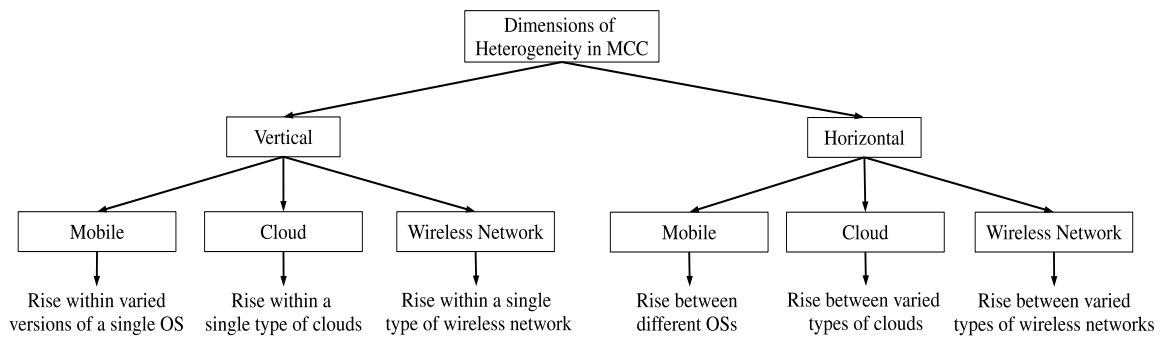 Dimensions of
Heterogeneity in MCC
Vertical
Horizontal
Mobile
Cloud
Wireless Network
Mobile
Cloud
Wireless Network
Rise within varied
versions of a single OS
Rise within a
single type of clouds
Rise within a single
type of wireless network
Rise between
different OSs
Rise between varied
types of clouds
Rise between varied
types of wireless networks